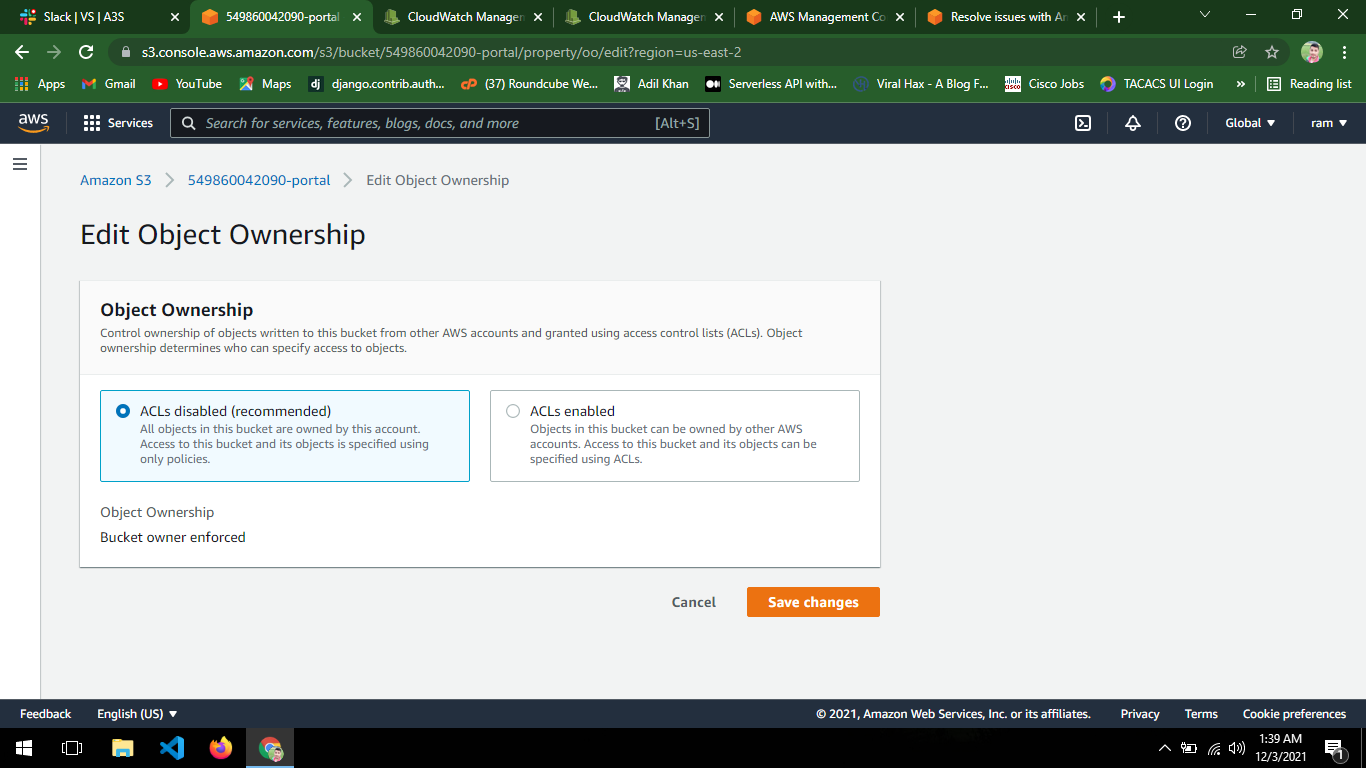 Slack | VS | A3S
549860042090-portal
CloudWatch Managem
CloudWatch Managem
AWS Management Co
Resolve issues with Am
s3.console.aws.amazon.com/s3/bucket/549860042090-portal/property/oo/edit?region=us-east-2
Apps
Gmail
YouTube
Maps
dj
django.contrib.auth...
cP
(37) Roundcube We...
Adil Khan
Serverless API with...
Viral Hax - A Blog F...
Cisco Jobs
TACACS UI Login
»
Reading list
aws
Services
Search for services, features, blogs, docs, and more
[Alt+S]
Global
ram
Amazon S3
549860042090-portal
Edit Object Ownership
Edit Object Ownership
Object Ownership
Control ownership of objects written to this bucket from other AWS accounts and granted using access control lists (ACLs). Object
ownership determines who can specify access to objects.
ACLs disabled (recommended)
All objects in this bucket are owned by this account.
Access to this bucket and its objects is specified using
only policies.
ACLs enabled
Objects in this bucket can be owned by other AWS
accounts. Access to this bucket and its objects can be
specified using ACLs.
Object Ownership
Bucket owner enforced
Cancel
Save changes
Feedback
English (US)
© 2021, Amazon Web Services, Inc. or its affiliates.
Privacy
Terms
Cookie preferences
1:39 AM
12/3/2021
1